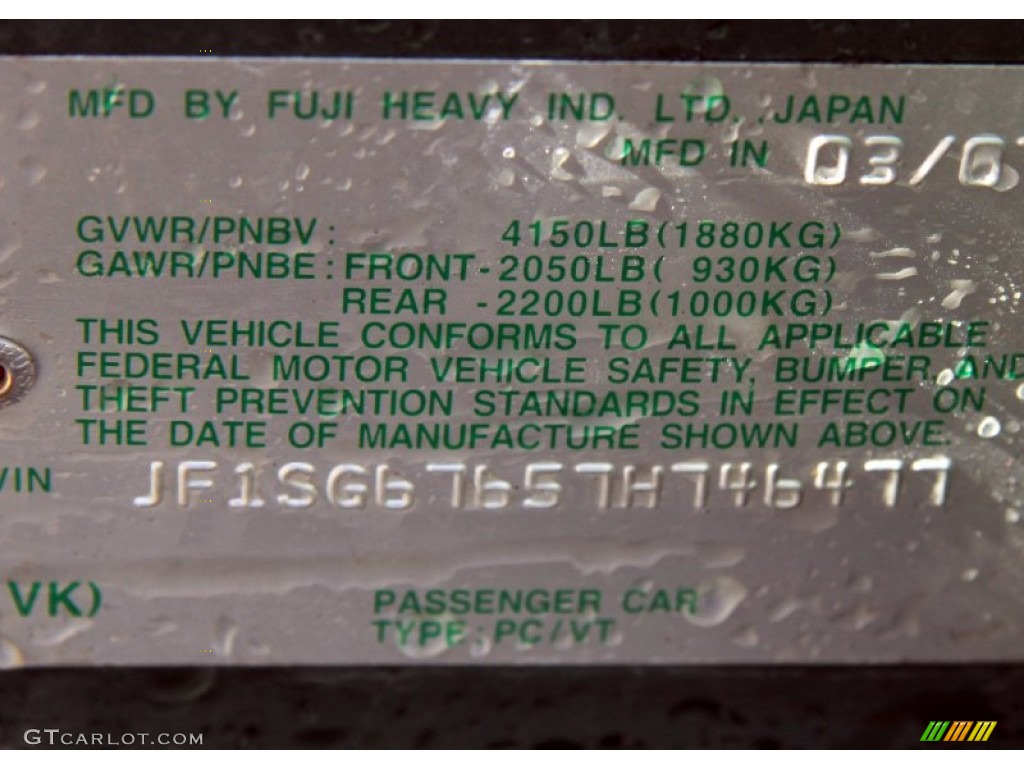 MFD BY FUJI HEAVY IND. LTD. JAPAN
MFD IN 03/07
GVWR/PNBV: 4150LB(1880KG)
GAWR/PNBE: FRONT-2050LB( 930KG)
REAR -2200LB(1000KG)
THIS VEHICLE CONFORMS TO ALL APPLICABLE
FEDERAL MOTOR VEHICLE SAFETY, BUMPER, AND
THEFT PREVENTION STANDARDS IN EFFECT ON
THE DATE OF MANUFACTURE SHOWN ABOVE.
VIN JF1SG67657H746477
VK)
PASSENGER CAR
TYPE:PC/VT
GTCARLOT.COM